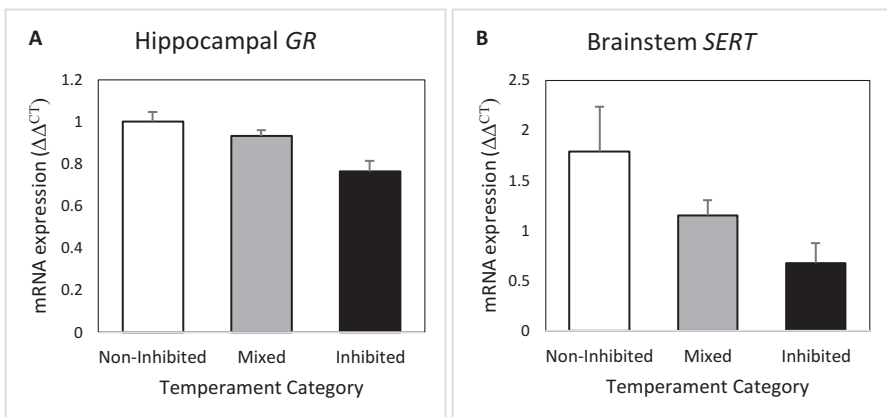 A
Hippocampal GR
mRNA expression (ΔΔCT)
1.2
1
0.8
0.6
0.4
0.2
0
Non-Inhibited Mixed Inhibited
Temperament Category
B
Brainstem SERT
mRNA expression (ΔΔCT)
2.5
2
1.5
1
0.5
0
Non-Inhibited Mixed Inhibited
Temperament Category